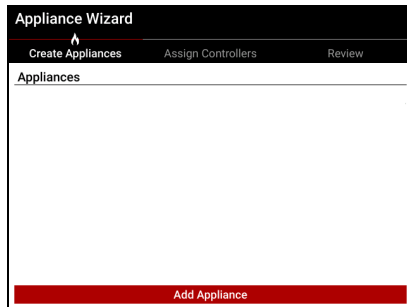 Appliance Wizard
Create Appliances Assign Controllers Review
Appliances
Add Appliance